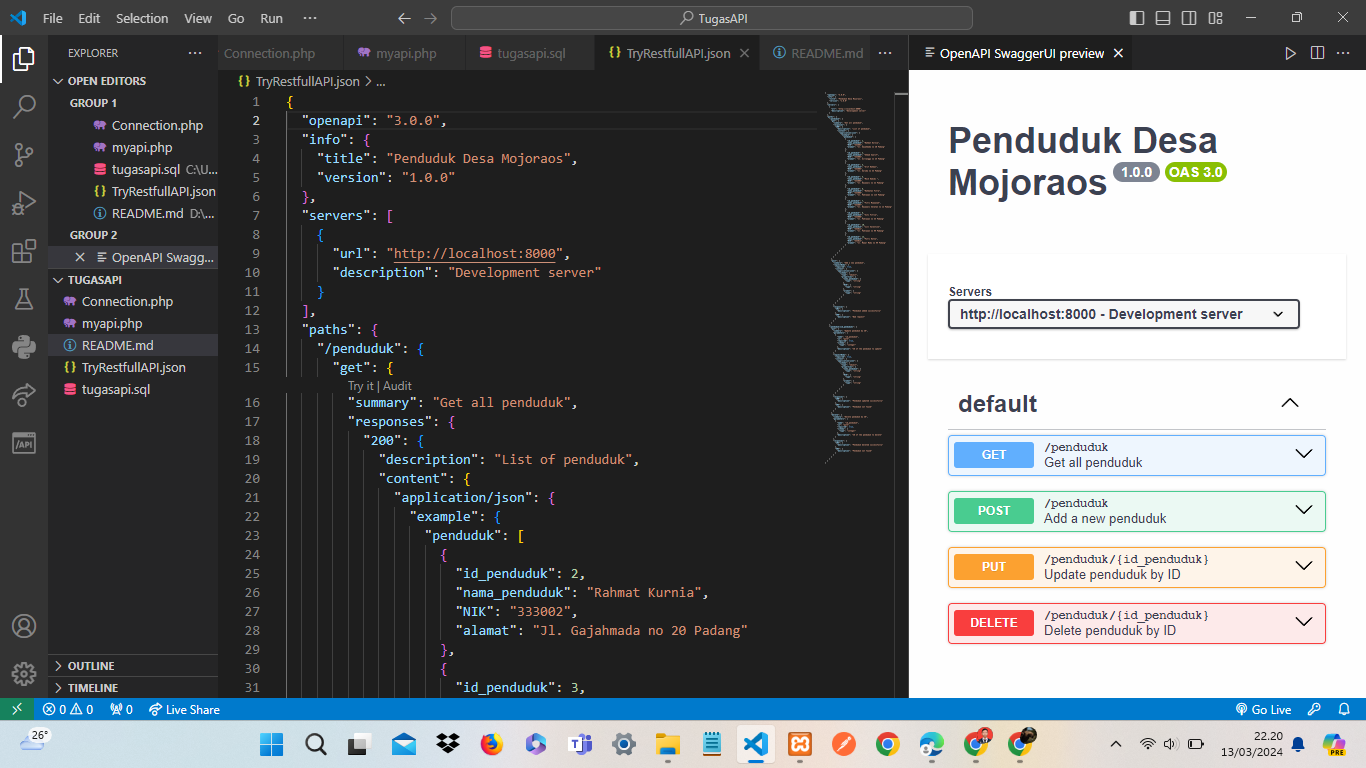 File Edit Selection View Go Run ··· TugasAPI
EXPLORER ···
OPEN EDITORS
GROUP 1
Connection.php
myapi.php
tugasapi.sql C:\U...
TryRestfullAPI.json
README.md D:\...
GROUP 2
OpenAPI Swagg...
TUGASAPI
Connection.php
myapi.php
README.md
TryRestfullAPI.json
tugasapi.sql
OUTLINE
TIMELINE
Connection.php myapi.php tugasapi.sql TryRestfullAPI.json README.md ···
TryRestfullAPI.json > ...
1 {
2 "openapi": "3.0.0",
3 "info": {
4 "title": "Penduduk Desa Mojoraos",
5 "version": "1.0.0"
6 },
7 "servers": [
8 {
9 "url": "http://localhost:8000",
10 "description": "Development server"
11 }
12 ],
13 "paths": {
14 "/penduduk": {
15 "get": {
Try it | Audit
16 "summary": "Get all penduduk",
17 "responses": {
18 "200": {
19 "description": "List of penduduk",
20 "content": {
21 "application/json": {
22 "example": {
23 "penduduk": [
24 {
25 "id_penduduk": 2,
26 "nama_penduduk": "Rahmat Kurnia",
27 "NIK": "333002",
28 "alamat": "Jl. Gajahmada no 20 Padang"
29 },
30 {
31 "id_penduduk": 3,
OpenAPI SwaggerUI preview ···
Penduduk Desa
Mojoraos 1.0.0 OAS 3.0
Servers
http://localhost:8000 - Development server
default
GET /penduduk
Get all penduduk
POST /penduduk
Add a new penduduk
PUT /penduduk/{id_penduduk}
Update penduduk by ID
DELETE /penduduk/{id_penduduk}
Delete penduduk by ID
0 0 0 Live Share Go Live
26°
22.20
13/03/2024
PRE